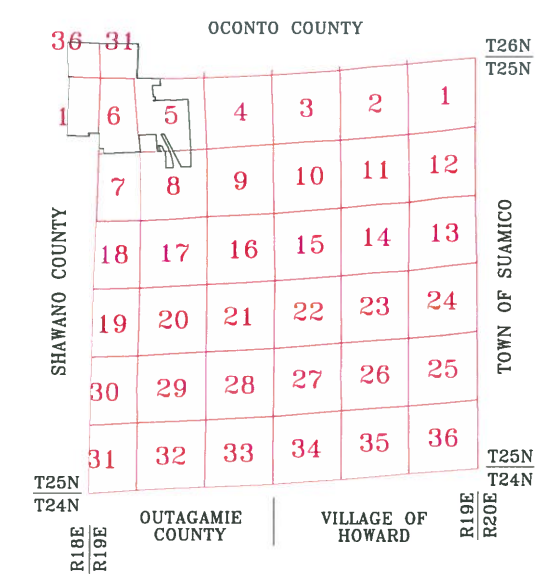 OCONTO COUNTY
36 31
T26N
T25N
1 6 5 4 3 2 1
7 8 9 10 11 12
18 17 16 15 14 13
19 20 21 22 23 24
30 29 28 27 26 25
31 32 33 34 35 36
SHAWANO COUNTY
TOWN OF SUAMICO
T25N
T24N
T25N
T24N
R18E
R19E
OUTAGAMIE
COUNTY
VILLAGE OF
HOWARD
R19E
R20E